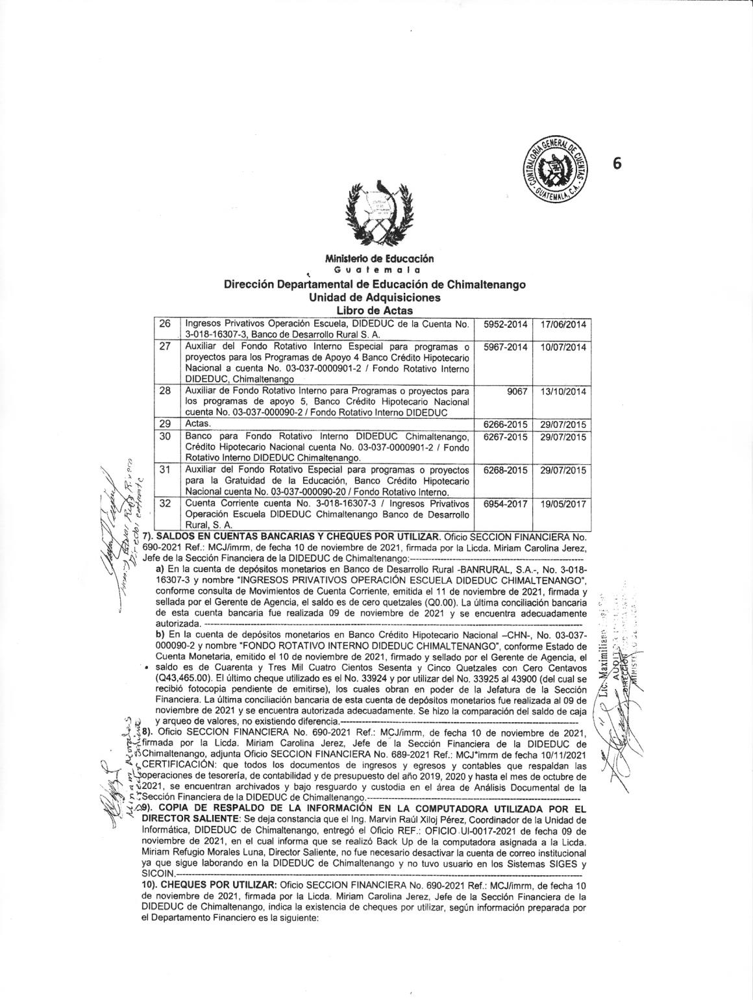 CONTRALORIA GENERAL DE CUENTAS
- GUATEMALA, C.A. -
6
Ministerio de Educación
Guatemala
Dirección Departamental de Educación de Chimaltenango
Unidad de Adquisiciones
Libro de Actas
26 Ingresos Privativos Operación Escuela, DIDEDUC de la Cuenta No. 5952-2014 17/06/2014
3-018-16307-3, Banco de Desarrollo Rural S. A.
27 Auxiliar del Fondo Rotativo Interno Especial para programas o 5967-2014 10/07/2014
proyectos para los Programas de Apoyo 4 Banco Crédito Hipotecario
Nacional a cuenta No. 03-037-0000901-2 / Fondo Rotativo Interno
DIDEDUC, Chimaltenango
28 Auxiliar de Fondo Rotativo Interno para Programas o proyectos para 9067 13/10/2014
los programas de apoyo 5, Banco Crédito Hipotecario Nacional
cuenta No. 03-037-000090-2 / Fondo Rotativo Interno DIDEDUC
29 Actas. 6266-2015 29/07/2015
30 Banco para Fondo Rotativo Interno DIDEDUC Chimaltenango, 6267-2015 29/07/2015
Crédito Hipotecario Nacional cuenta No. 03-037-0000901-2 / Fondo
Rotativo Interno DIDEDUC Chimaltenango.
31 Auxiliar del Fondo Rotativo Especial para programas o proyectos 6268-2015 29/07/2015
para la Gratuidad de la Educación, Banco Crédito Hipotecario
Nacional cuenta No. 03-037-000090-20 / Fondo Rotativo Interno.
32 Cuenta Corriente cuenta No. 3-018-16307-3 / Ingresos Privativos 6954-2017 19/05/2017
Operación Escuela DIDEDUC Chimaltenango Banco de Desarrollo
Rural, S. A.
7). SALDOS EN CUENTAS BANCARIAS Y CHEQUES POR UTILIZAR. Oficio SECCION FINANCIERA No.
690-2021 Ref.: MCJ/imrm, de fecha 10 de noviembre de 2021, firmada por la Licda. Miriam Carolina Jerez,
Jefe de la Sección Financiera de la DIDEDUC de Chimaltenango:---
a) En la cuenta de depósitos monetarios en Banco de Desarrollo Rural -BANRURAL, S.A.-, No. 3-018-
16307-3 y nombre "INGRESOS PRIVATIVOS OPERACIÓN ESCUELA DIDEDUC CHIMALTENANGO",
conforme consulta de Movimientos de Cuenta Corriente, emitida el 11 de noviembre de 2021, firmada y
sellada por el Gerente de Agencia, el saldo es de cero quetzales (Q0.00). La última conciliación bancaria
de esta cuenta bancaria fue realizada 09 de noviembre de 2021 y se encuentra adecuadamente
autorizada. ---
b) En la cuenta de depósitos monetarios en Banco Crédito Hipotecario Nacional –CHN-, No. 03-037-
000090-2 y nombre "FONDO ROTATIVO INTERNO DIDEDUC CHIMALTENANGO", conforme Estado de
Cuenta Monetaria, emitido el 10 de noviembre de 2021, firmado y sellado por el Gerente de Agencia, el
saldo es de Cuarenta y Tres Mil Cuatro Cientos Sesenta y Cinco Quetzales con Cero Centavos
(Q43,465.00). El último cheque utilizado es el No. 33924 y por utilizar del No. 33925 al 43900 (del cual se
recibió fotocopia pendiente de emitirse), los cuales obran en poder de la Jefatura de la Sección
Financiera. La última conciliación bancaria de esta cuenta de depósitos monetarios fue realizada al 09 de
noviembre de 2021 y se encuentra autorizada adecuadamente. Se hizo la comparación del saldo de caja
y arqueo de valores, no existiendo diferencia.---
8). Oficio SECCION FINANCIERA No. 690-2021 Ref.: MCJ/imrm, de fecha 10 de noviembre de 2021,
firmada por la Licda. Miriam Carolina Jerez, Jefe de la Sección Financiera de la DIDEDUC de
Chimaltenango, adjunta Oficio SECCION FINANCIERA No. 689-2021 Ref.: MCJ*imrm de fecha 10/11/2021
CERTIFICACIÓN: que todos los documentos de ingresos y egresos y contables que respaldan las
operaciones de tesorería, de contabilidad y de presupuesto del año 2019, 2020 y hasta el mes de octubre de
2021, se encuentran archivados y bajo resguardo y custodia en el área de Análisis Documental de la
Sección Financiera de la DIDEDUC de Chimaltenango.---
9). COPIA DE RESPALDO DE LA INFORMACIÓN EN LA COMPUTADORA UTILIZADA POR EL
DIRECTOR SALIENTE: Se deja constancia que el Ing. Marvin Raúl Xiloj Pérez, Coordinador de la Unidad de
Informática, DIDEDUC de Chimaltenango, entregó el Oficio REF.: OFICIO UI-0017-2021 de fecha 09 de
noviembre de 2021, en el cual informa que se realizó Back Up de la computadora asignada a la Licda.
Miriam Refugio Morales Luna, Director Saliente, no fue necesario desactivar la cuenta de correo institucional
ya que sigue laborando en la DIDEDUC de Chimaltenango y no tuvo usuario en los Sistemas SIGES y
SICOIN.---
10). CHEQUES POR UTILIZAR: Oficio SECCION FINANCIERA No. 690-2021 Ref.: MCJ/imrm, de fecha 10
de noviembre de 2021, firmada por la Licda. Miriam Carolina Jerez, Jefe de la Sección Financiera de la
DIDEDUC de Chimaltenango, indica la existencia de cheques por utilizar, según información preparada por
el Departamento Financiero es la siguiente:
Rivera
Director entrante
Miriam Morales
Lic. Maximiliano